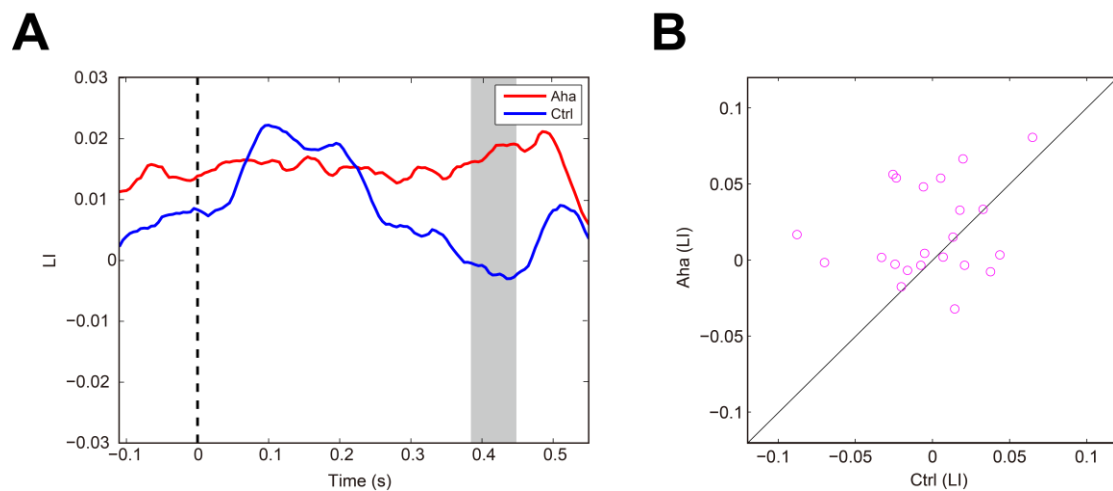 A
LI
0.03
0.02
0.01
0
−0.01
−0.02
−0.03
−0.1 0 0.1 0.2 0.3 0.4 0.5
Time (s)
Aha
Ctrl
B
Aha (LI)
0.1
0.05
0
−0.05
−0.1
−0.1 −0.05 0 0.05 0.1
Ctrl (LI)